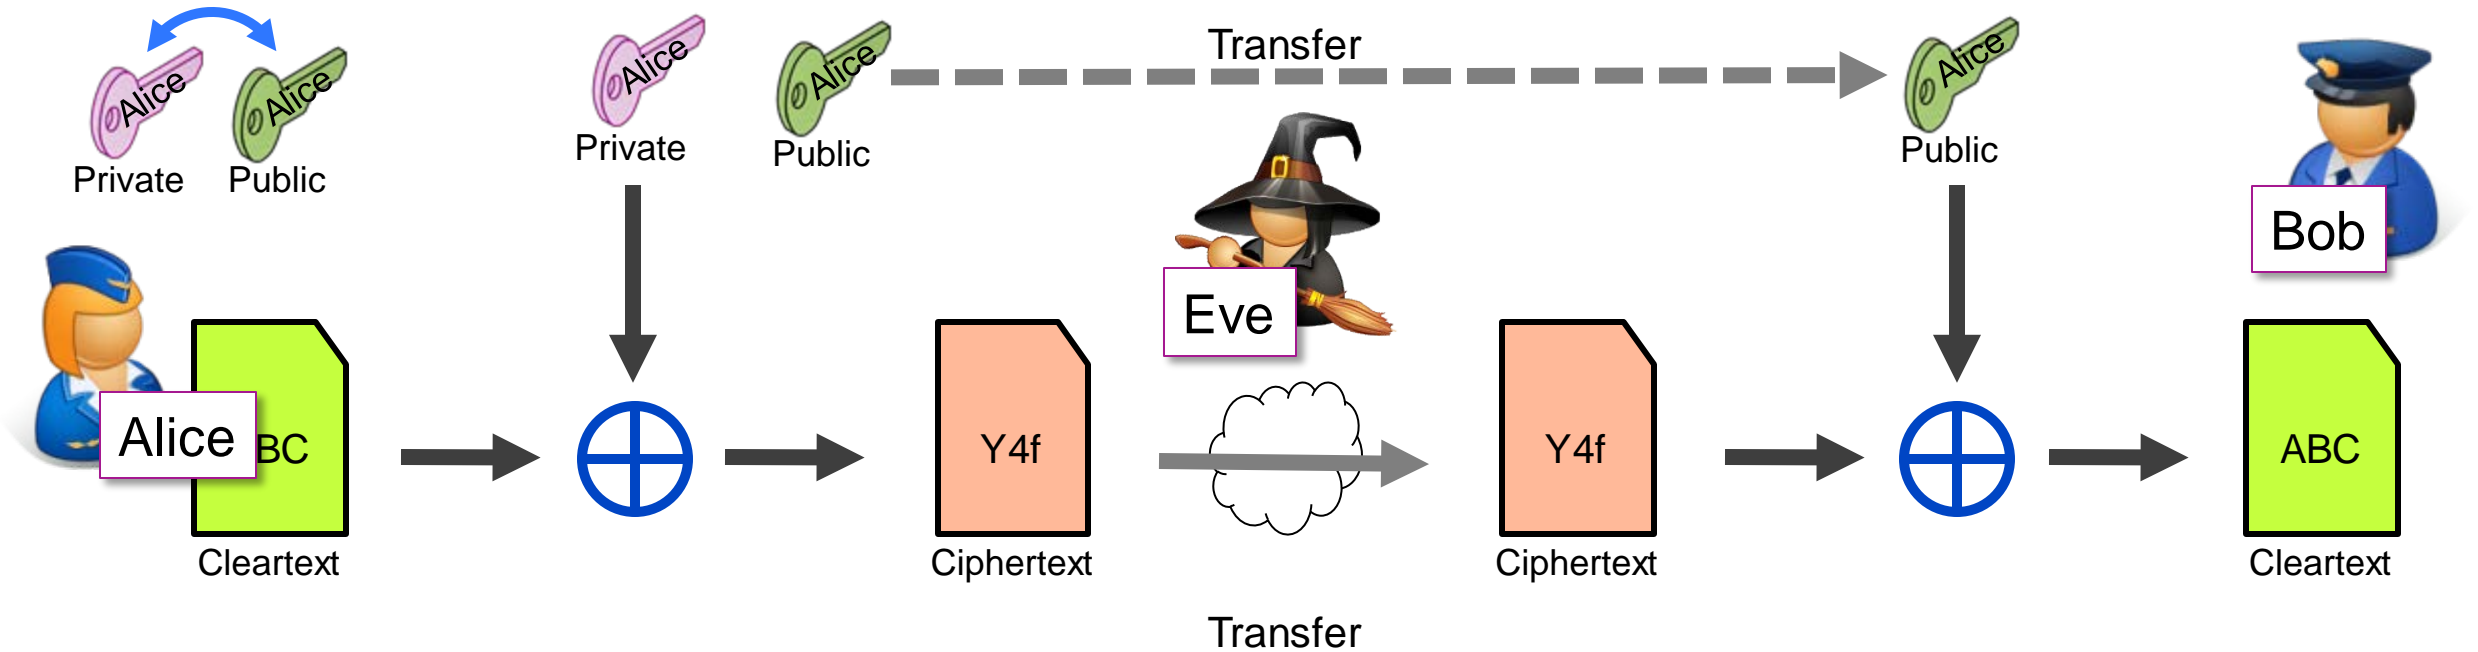 Alice
Alice
Private
Public
Alice
Alice
Private
Public
Transfer
Alice
Public
Bob
Eve
Alice
BC
Cleartext
Y4f
Ciphertext
Y4f
Ciphertext
ABC
Cleartext
Transfer